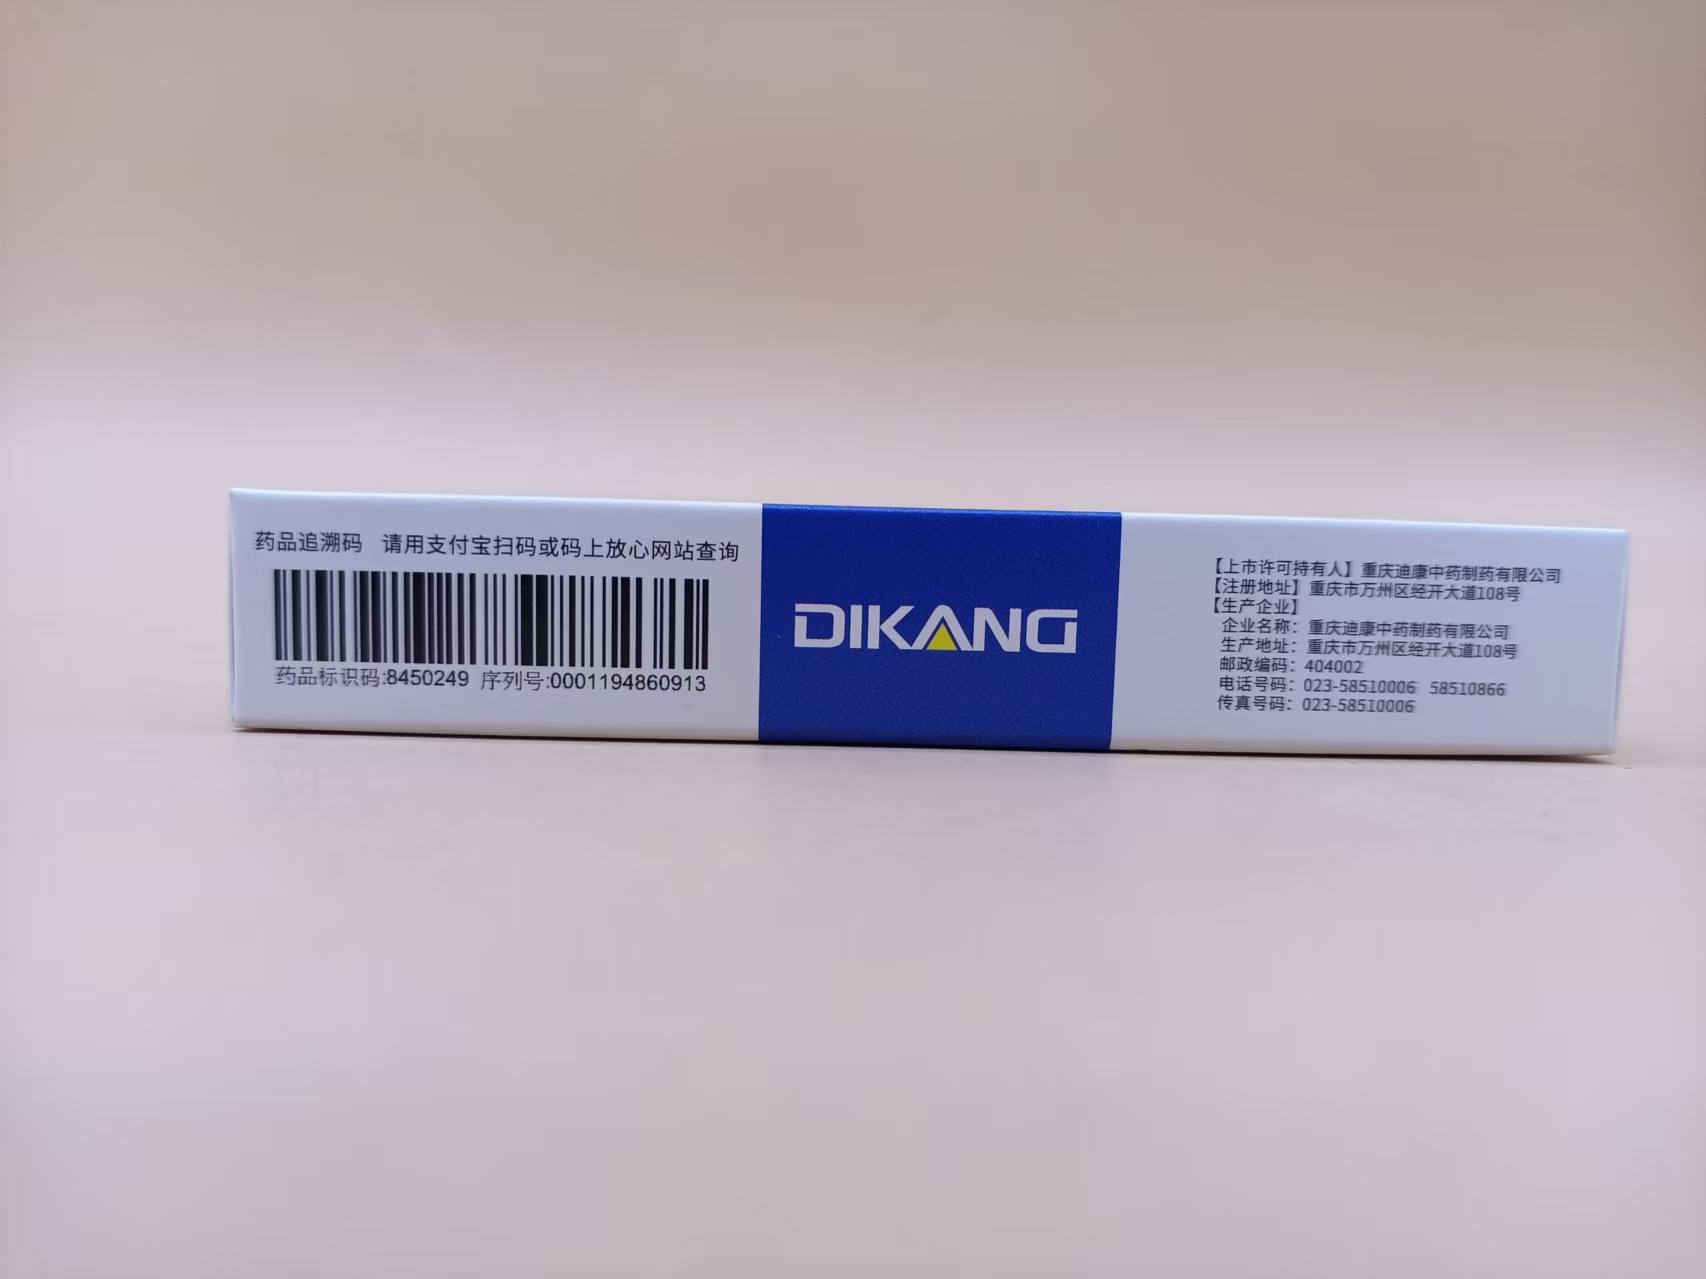 药品追溯码 请用支付宝扫码或码上放心网站查询
药品标识码:8450249 序列号:0001194860913
DIKANG
【上市许可持有人】重庆迪康中药制药有限公司
【注册地址】重庆市万州区经开大道108号
【生产企业】
企业名称：重庆迪康中药制药有限公司
生产地址：重庆市万州区经开大道108号
邮政编码：404002
电话号码：023-58510006 58510866
传真号码：023-58510006